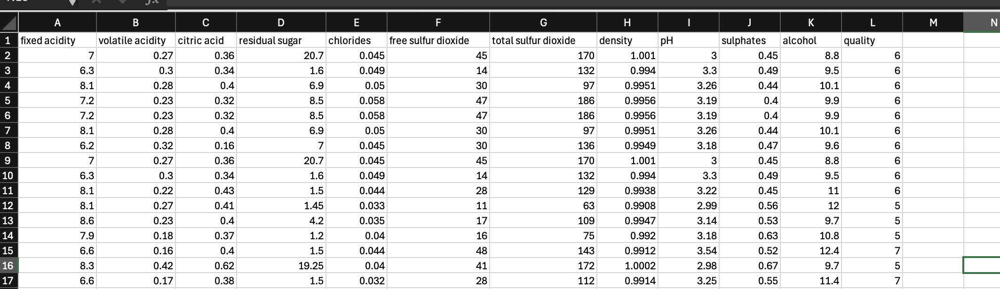 fx
A B C D E F G H I J K L M N
1 fixed acidity volatile acidity citric acid residual sugar chlorides free sulfur dioxide total sulfur dioxide density pH sulphates alcohol quality
2 7 0.27 0.36 20.7 0.045 45 170 1.001 3 0.45 8.8 6
3 6.3 0.3 0.34 1.6 0.049 14 132 0.994 3.3 0.49 9.5 6
4 8.1 0.28 0.4 6.9 0.05 30 97 0.9951 3.26 0.44 10.1 6
5 7.2 0.23 0.32 8.5 0.058 47 186 0.9956 3.19 0.4 9.9 6
6 7.2 0.23 0.32 8.5 0.058 47 186 0.9956 3.19 0.4 9.9 6
7 8.1 0.28 0.4 6.9 0.05 30 97 0.9951 3.26 0.44 10.1 6
8 6.2 0.32 0.16 7 0.045 30 136 0.9949 3.18 0.47 9.6 6
9 7 0.27 0.36 20.7 0.045 45 170 1.001 3 0.45 8.8 6
10 6.3 0.3 0.34 1.6 0.049 14 132 0.994 3.3 0.49 9.5 6
11 8.1 0.22 0.43 1.5 0.044 28 129 0.9938 3.22 0.45 11 6
12 8.1 0.27 0.41 1.45 0.033 11 63 0.9908 2.99 0.56 12 5
13 8.6 0.23 0.4 4.2 0.035 17 109 0.9947 3.14 0.53 9.7 5
14 7.9 0.18 0.37 1.2 0.04 16 75 0.992 3.18 0.63 10.8 5
15 6.6 0.16 0.4 1.5 0.044 48 143 0.9912 3.54 0.52 12.4 7
16 8.3 0.42 0.62 19.25 0.04 41 172 1.0002 2.98 0.67 9.7 5
17 6.6 0.17 0.38 1.5 0.032 28 112 0.9914 3.25 0.55 11.4 7